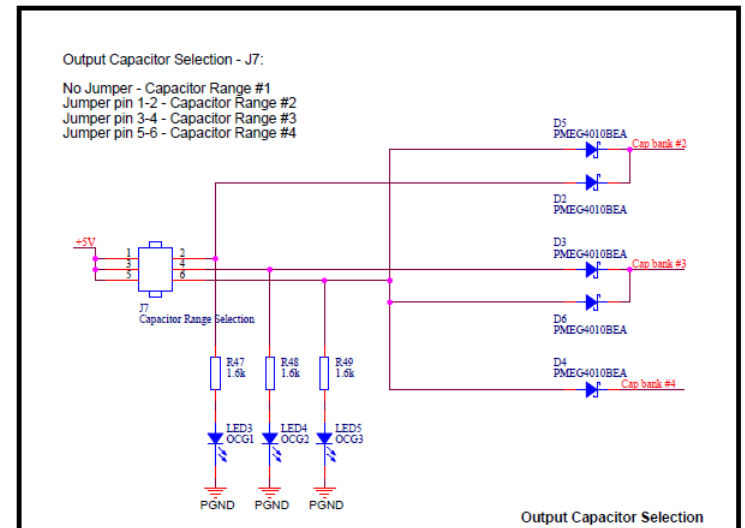 Output Capacitor Selection - J7:
No Jumper - Capacitor Range #1
Jumper pin 1-2 - Capacitor Range #2
Jumper pin 3-4 - Capacitor Range #3
Jumper pin 5-6 - Capacitor Range #4
D5
PMEG4010BEA
Cap bank #2
D2
PMEG4010BEA
+5V
1 2
3 4
5 6
J7
Capacitor Range Selection
D3
PMEG4010BEA
Cap bank #3
D6
PMEG4010BEA
D4
PMEG4010BEA
Cap bank #4
R47
1.6k
R48
1.6k
R49
1.6k
LED3
OCG1
LED4
OCG2
LED5
OCG3
PGND PGND PGND
Output Capacitor Selection